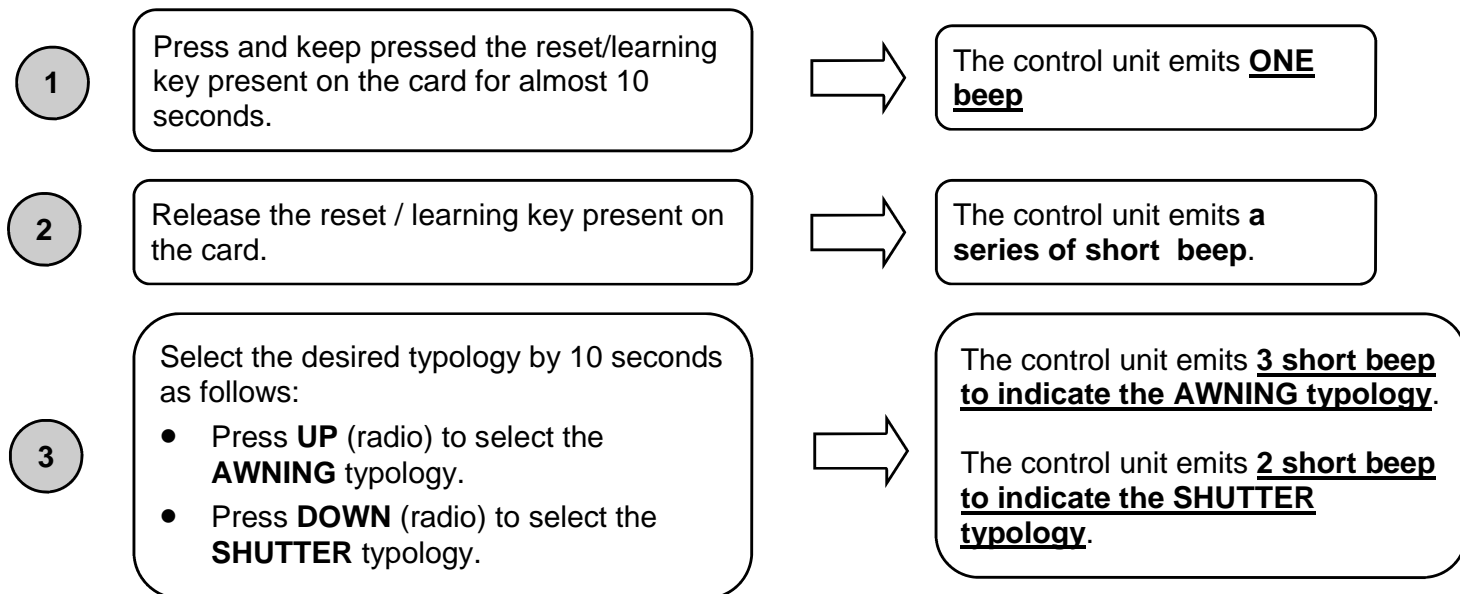 1
Press and keep pressed the reset/learning
key present on the card for almost 10
seconds.
The control unit emits ONE
beep
2
Release the reset / learning key present on
the card.
The control unit emits a
series of short beep.
3
Select the desired typology by 10 seconds
as follows:
● Press UP (radio) to select the
AWNING typology.
● Press DOWN (radio) to select the
SHUTTER typology.
The control unit emits 3 short beep
to indicate the AWNING typology.
The control unit emits 2 short beep
to indicate the SHUTTER
typology.